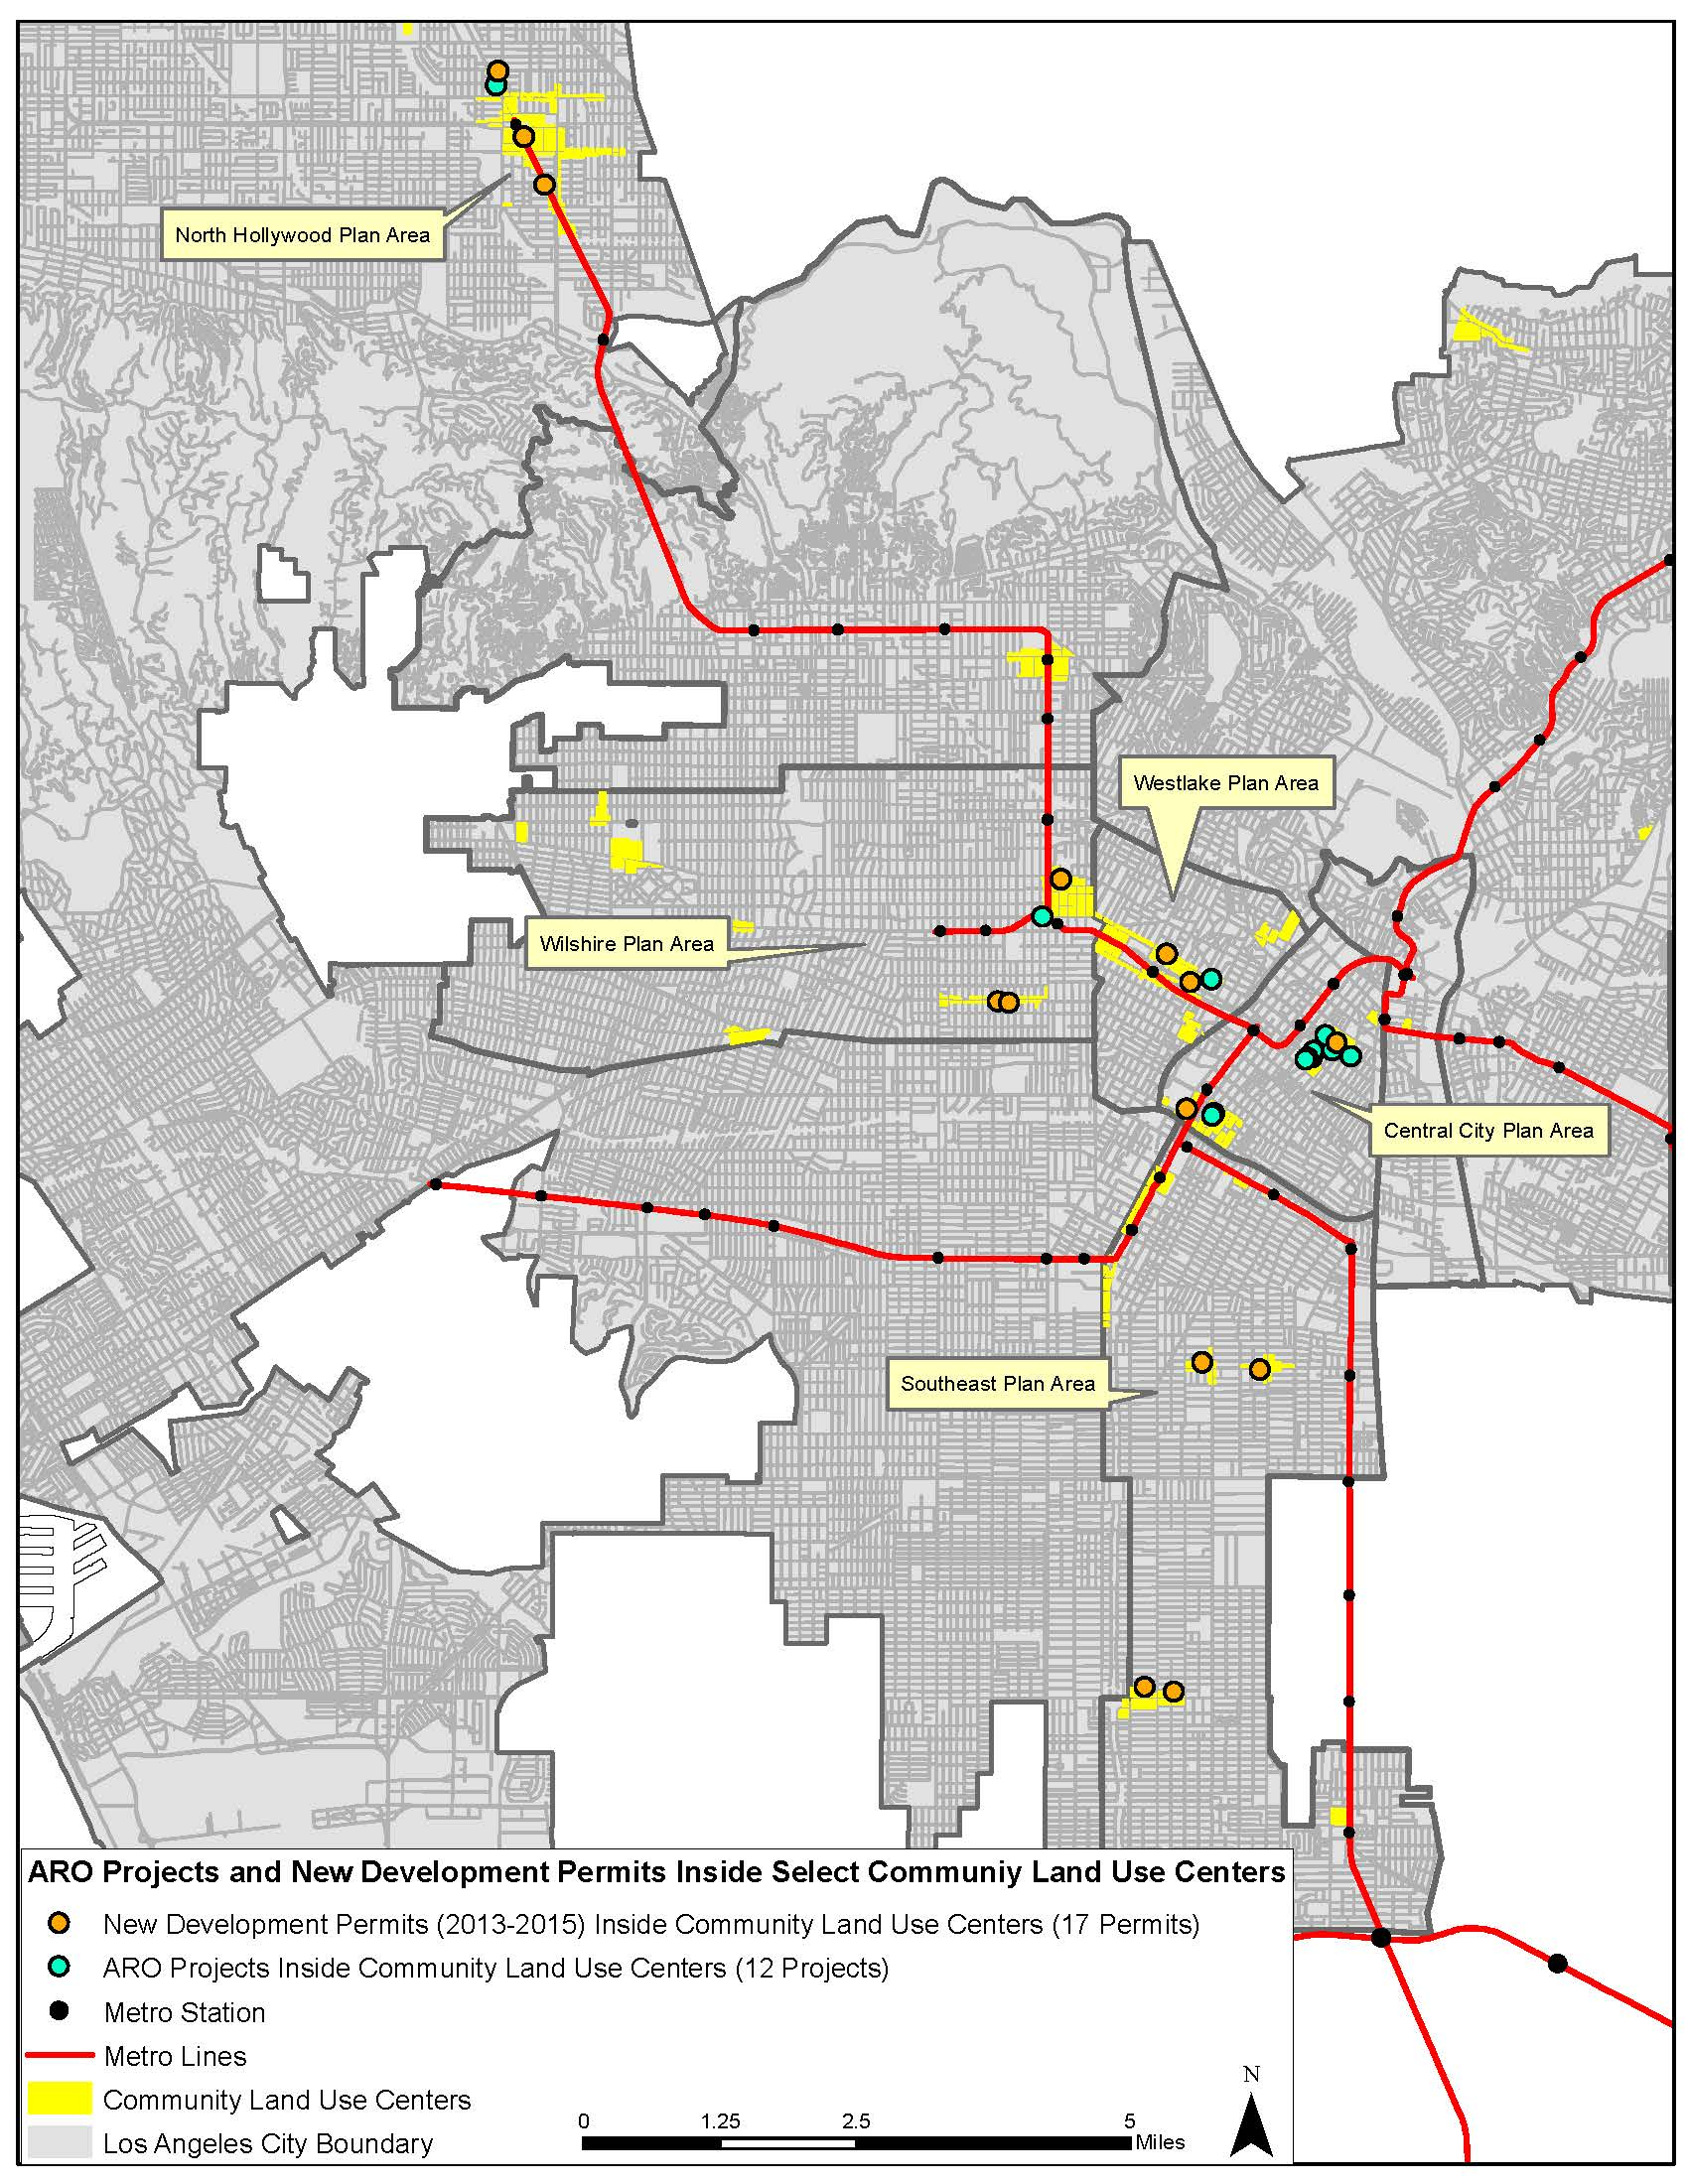 North Hollywood Plan Area
Westlake Plan Area
Wilshire Plan Area
Central City Plan Area
Southeast Plan Area
ARO Projects and New Development Permits Inside Select Communiy Land Use Centers
New Development Permits (2013-2015) Inside Community Land Use Centers (17 Permits)
ARO Projects Inside Community Land Use Centers (12 Projects)
Metro Station
Metro Lines
Community Land Use Centers
Los Angeles City Boundary
0 1.25 2.5 5
Miles
N